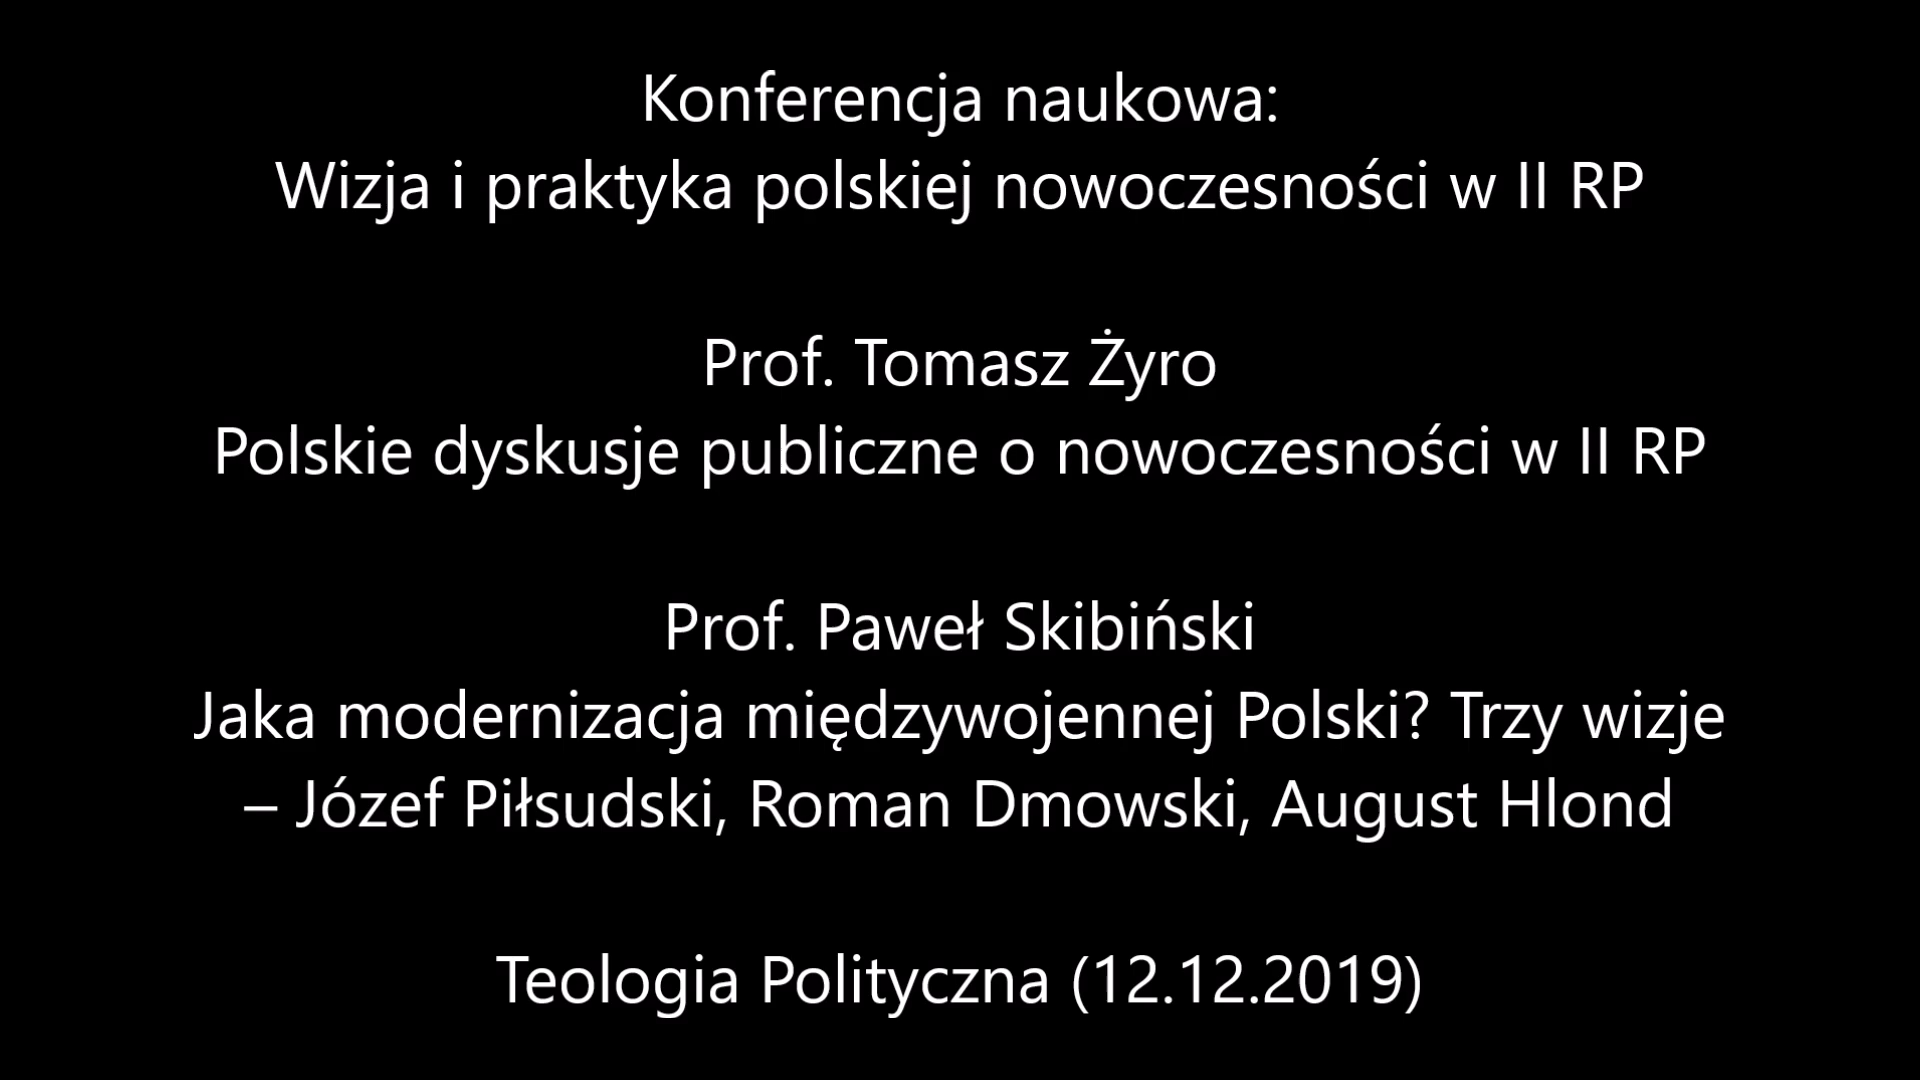 Konferencja naukowa:
Wizja i praktyka polskiej nowoczesności w II RP
Prof. Tomasz Żyro
Polskie dyskusje publiczne o nowoczesności w II RP
Prof. Paweł Skibiński
Jaka modernizacja międzywojennej Polski? Trzy wizje
– Józef Piłsudski, Roman Dmowski, August Hlond
Teologia Polityczna (12.12.2019)